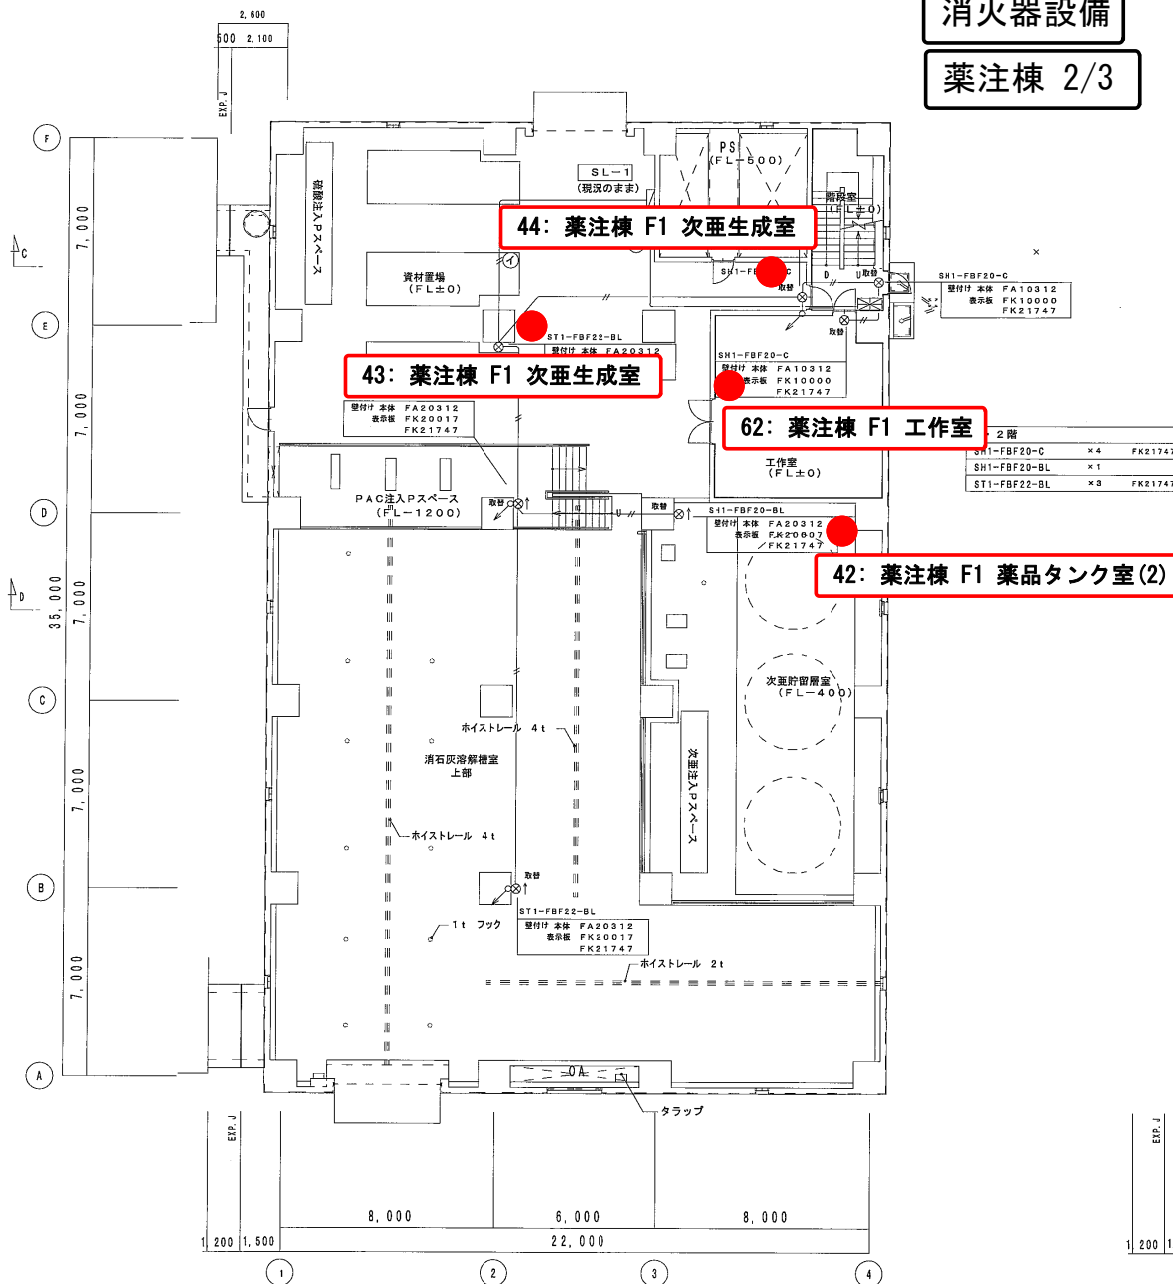 消火器設備
薬注棟 2/3
2,600
500 2,100
EXP.J
F
7,000
C
E
7,000
D
D
35,000
7,000
C
7,000
B
7,000
A
硫酸注入Pスペース
SL-1
(現況のまま)
PS
(FL-500)
階段室
(FL±0)
44: 薬注棟 F1 次亜生成室
資材置場
(FL±0)
イ
取替
D U
SH1-FBF20-C
壁付け 本体 FA10312
表示板 FK10000
FK21747
取替
ST1-FBF22-BL
壁付け 本体 FA20312
43: 薬注棟 F1 次亜生成室
SH1-FBF20-C
壁付け 本体 FA10312
表示板 FK10000
FK21747
壁付け 本体 FA20312
表示板 FK20017
FK21747
62: 薬注棟 F1 工作室
2階
SH1-FBF20-C ×4 FK21747
SH1-FBF20-BL ×1
ST1-FBF22-BL ×3 FK21747
工作室
(FL±0)
PAC注入Pスペース
(FL-1200)
取替
U
取替
SH1-FBF20-BL
壁付け 本体 FA20312
表示板 FK20007
FK21747
42: 薬注棟 F1 薬品タンク室(2)
次亜貯留層室
(FL-400)
ホイストレール 4t
消石灰溶解槽室
上部
次亜注入Pスペース
ホイストレール 4t
取替
ST1-FBF22-BL
壁付け 本体 FA20312
表示板 FK20017
FK21747
1t フック
ホイストレール 2t
OA
タラップ
EXP.J
EXP.J
8,000 6,000 8,000
1,200 1,500 22,000
1,200
1 2 3 4